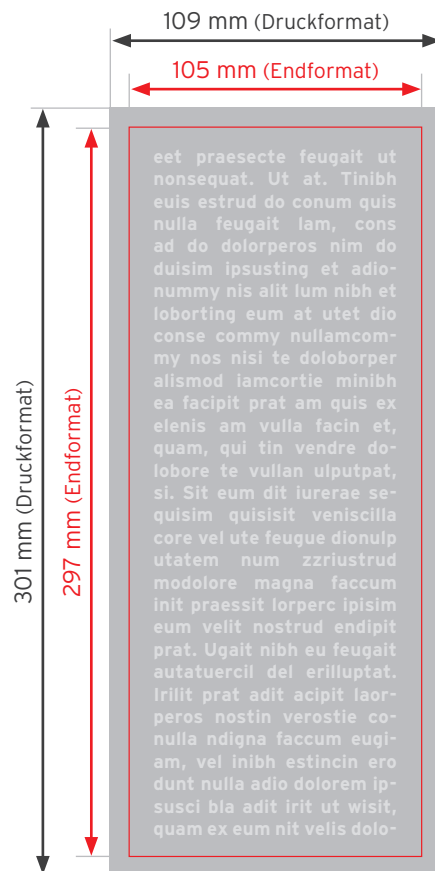 109 mm (Druckformat)
105 mm (Endformat)
301 mm (Druckformat)
297 mm (Endformat)
eet praesecte feugait ut
nonsequat. Ut at. Tinibh
euis estrud do conum quis
nulla feugait lam, cons
ad do dolorperos nim do
duisim ipsusting et adio-
nummy nis alit lum nibh et
loborting eum at utet dio
conse commy nullamcom-
my nos nisi te doloborper
alismod iamcortie minibh
ea facipit prat am quis ex
elenis am vulla facin et,
quam, qui tin vendre do-
lobore te vullan ulputpat,
si. Sit eum dit iurerae se-
quisim quisisit veniscilla
core vel ute feugue dionulp
utatem num zzriustrud
modolore magna faccum
init praessit lorperc ipisim
eum velit nostrud endipit
prat. Ugait nibh eu feugait
autatuercil del erilluptat.
Irilit prat adit acipit laor-
peros nostin verostie co-
nulla ndigna faccum eugi-
am, vel inibh estincin ero
dunt nulla adio dolorem ip-
susci bla adit irit ut wisit,
quam ex eum nit velis dolo-